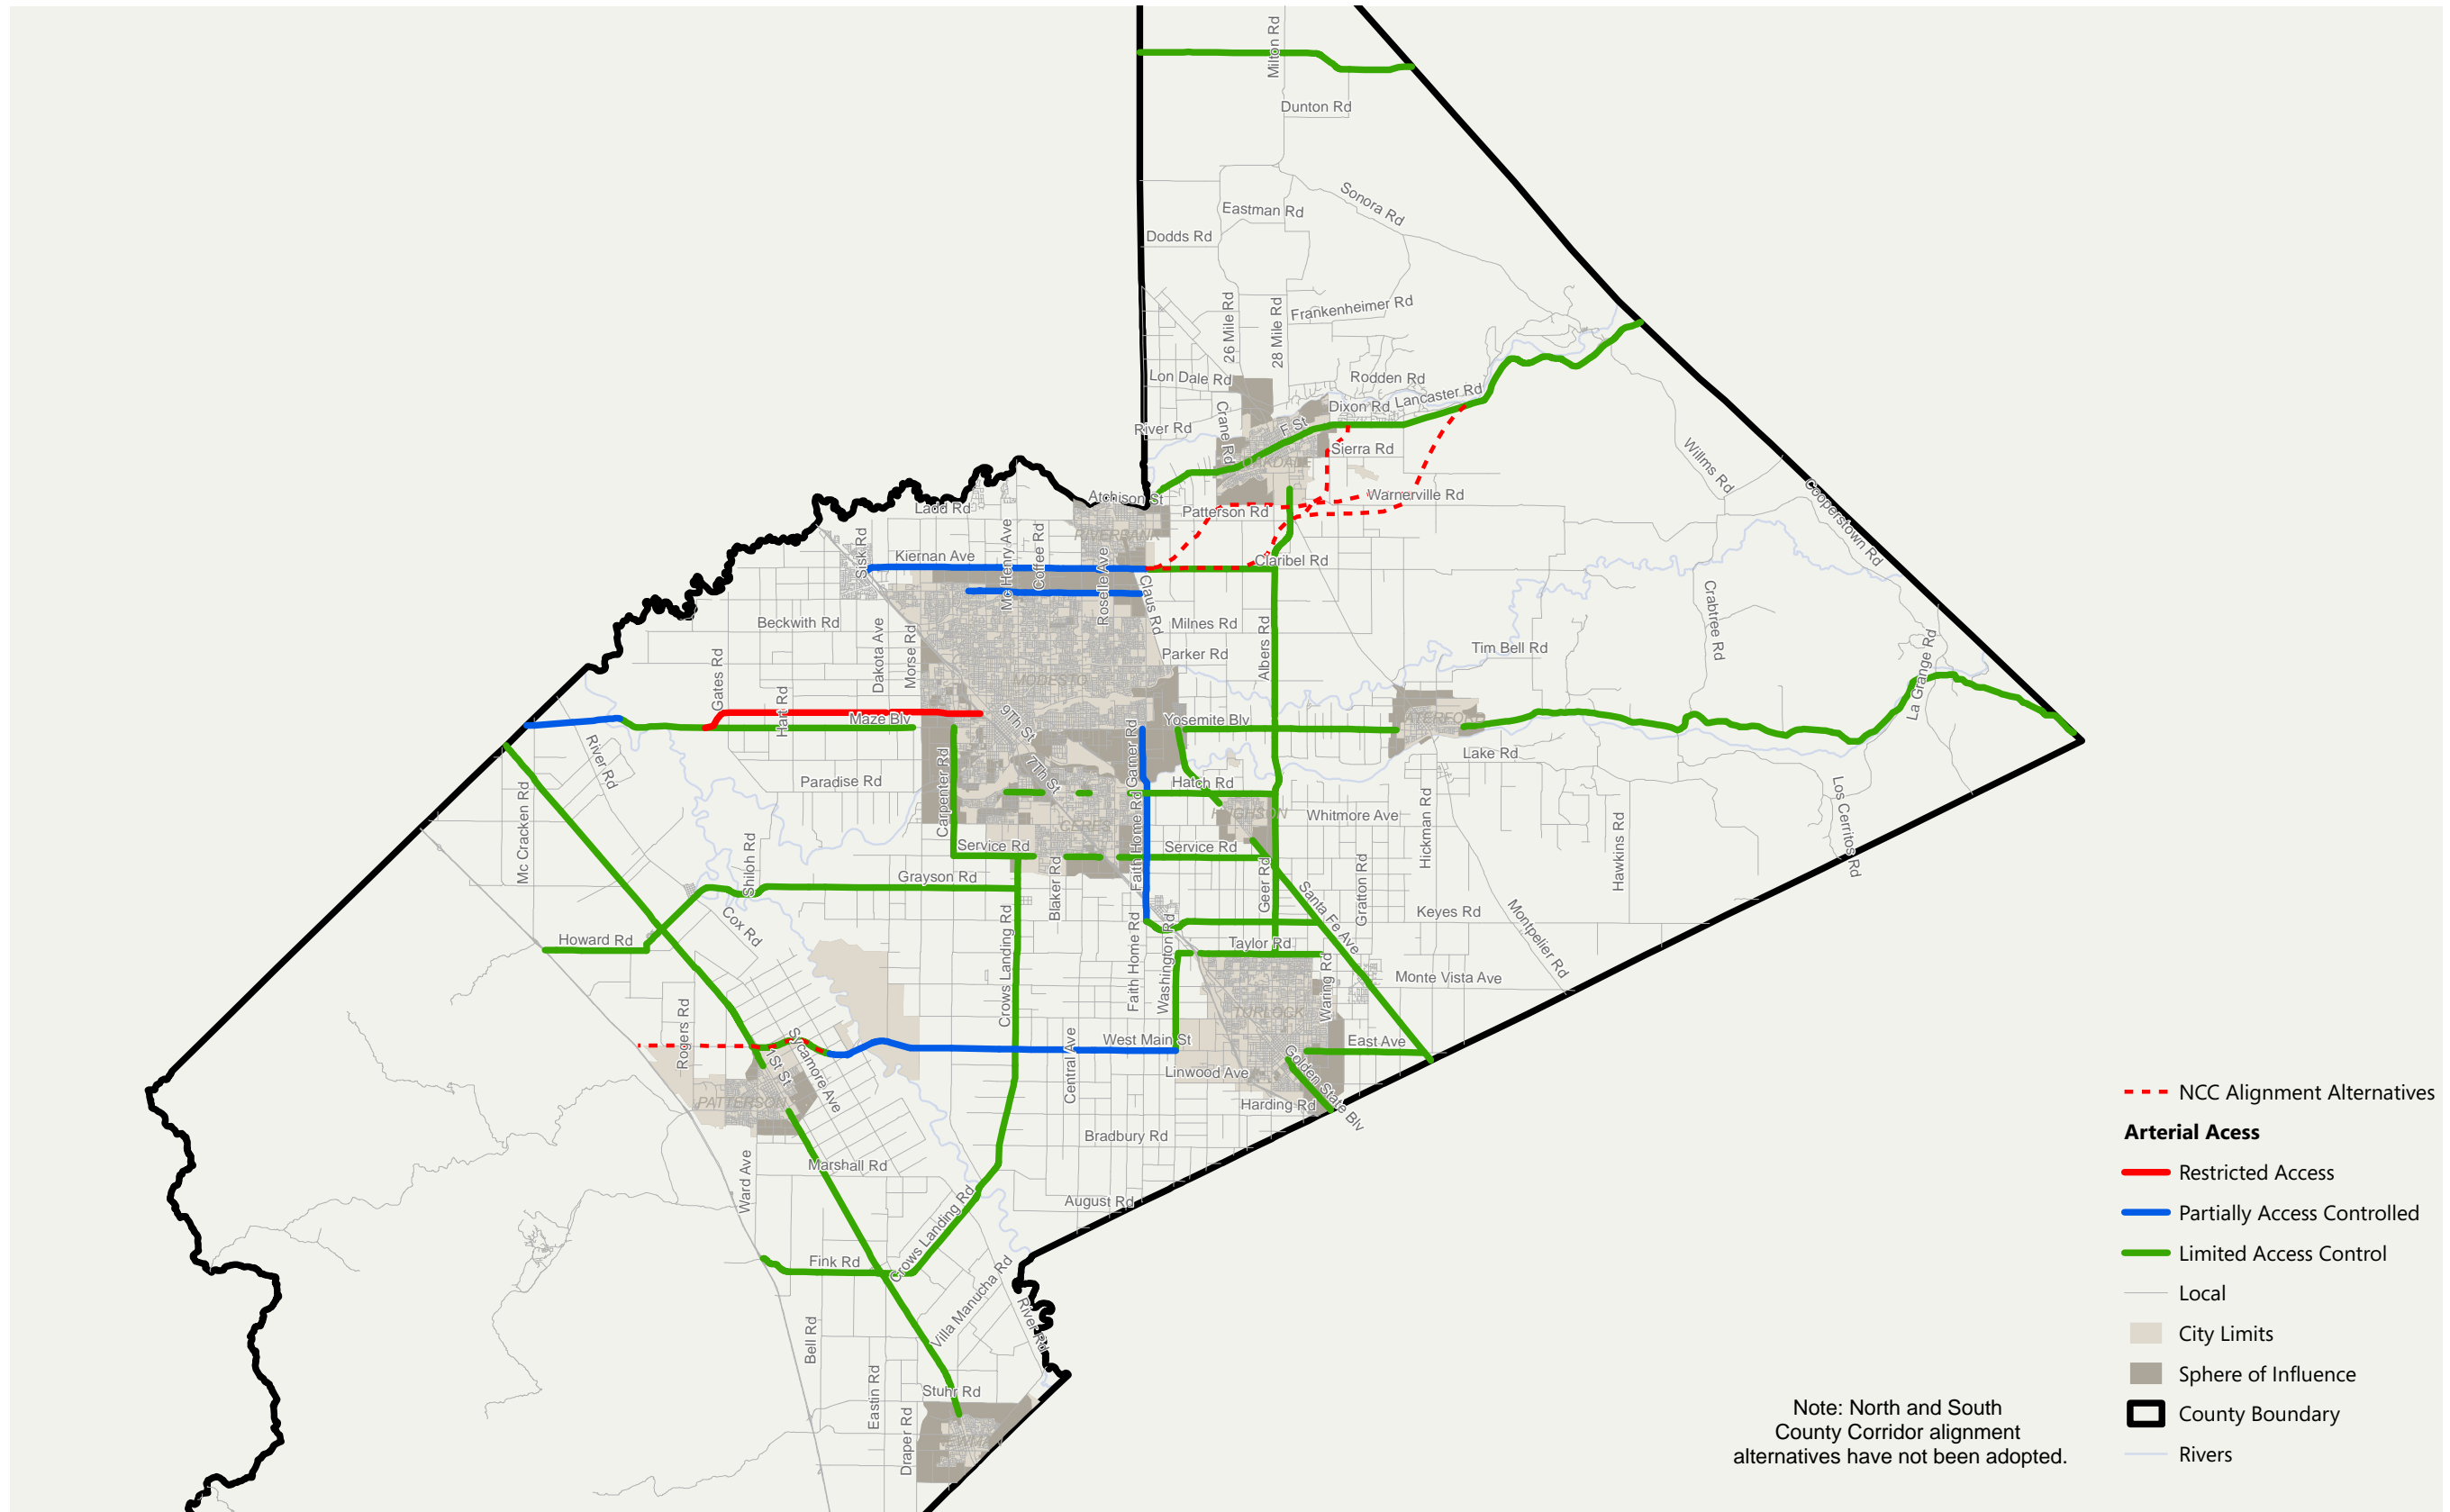 Milton Rd
Dunton Rd
Sonora Rd
Eastman Rd
Dodds Rd
26 Mile Rd
28 Mile Rd
Frankenheimer Rd
Lon Dale Rd
Rodden Rd
Lancaster Rd
Dixon Rd
Crane Rd
F St
River Rd
Sierra Rd
OAKDALE
Willms Rd
Cooperstown Rd
Warnerville Rd
Atchison St
Ladd Rd
Patterson Rd
RIVERBANK
Sisk Rd
Kiernan Ave
Mc Henry Ave
Coffee Rd
Roselle Ave
Claribel Rd
Claus Rd
Crabtree Rd
Beckwith Rd
Milnes Rd
Dakota Ave
Morse Rd
Albers Rd
Tim Bell Rd
Parker Rd
Gates Rd
La Grange Rd
MODESTO
Hart Rd
Maze Blv
9Th St
Yosemite Blv
WATERFORD
River Rd
Garner Rd
Lake Rd
7Th St
Paradise Rd
Hatch Rd
Mc Cracken Rd
Carpenter Rd
Faith Home Rd
HUGHSON
Whitmore Ave
Hickman Rd
Los Cerritos Rd
CERES
Hawkins Rd
Service Rd
Service Rd
Shiloh Rd
Grayson Rd
Blaker Rd
Geer Rd
Santa Fe Ave
Gratton Rd
Keyes Rd
Montpelier Rd
Cox Rd
Howard Rd
Crows Landing Rd
Faith Home Rd
Washington Rd
Taylor Rd
Waring Rd
Monte Vista Ave
Rogers Rd
TURLOCK
1St St
Sycamore Ave
West Main St
East Ave
Central Ave
Linwood Ave
Golden State Blv
PATTERSON
Harding Rd
Bradbury Rd
Marshall Rd
Ward Ave
August Rd
Crows Landing Rd
Fink Rd
Villa Manucha Rd
River Rd
Bell Rd
Eastin Rd
Stuhr Rd
Draper Rd
NEWMAN
NCC Alignment Alternatives
Arterial Acess
Restricted Access
Partially Access Controlled
Limited Access Control
Local
City Limits
Sphere of Influence
County Boundary
Rivers
Note: North and South
County Corridor alignment
alternatives have not been adopted.